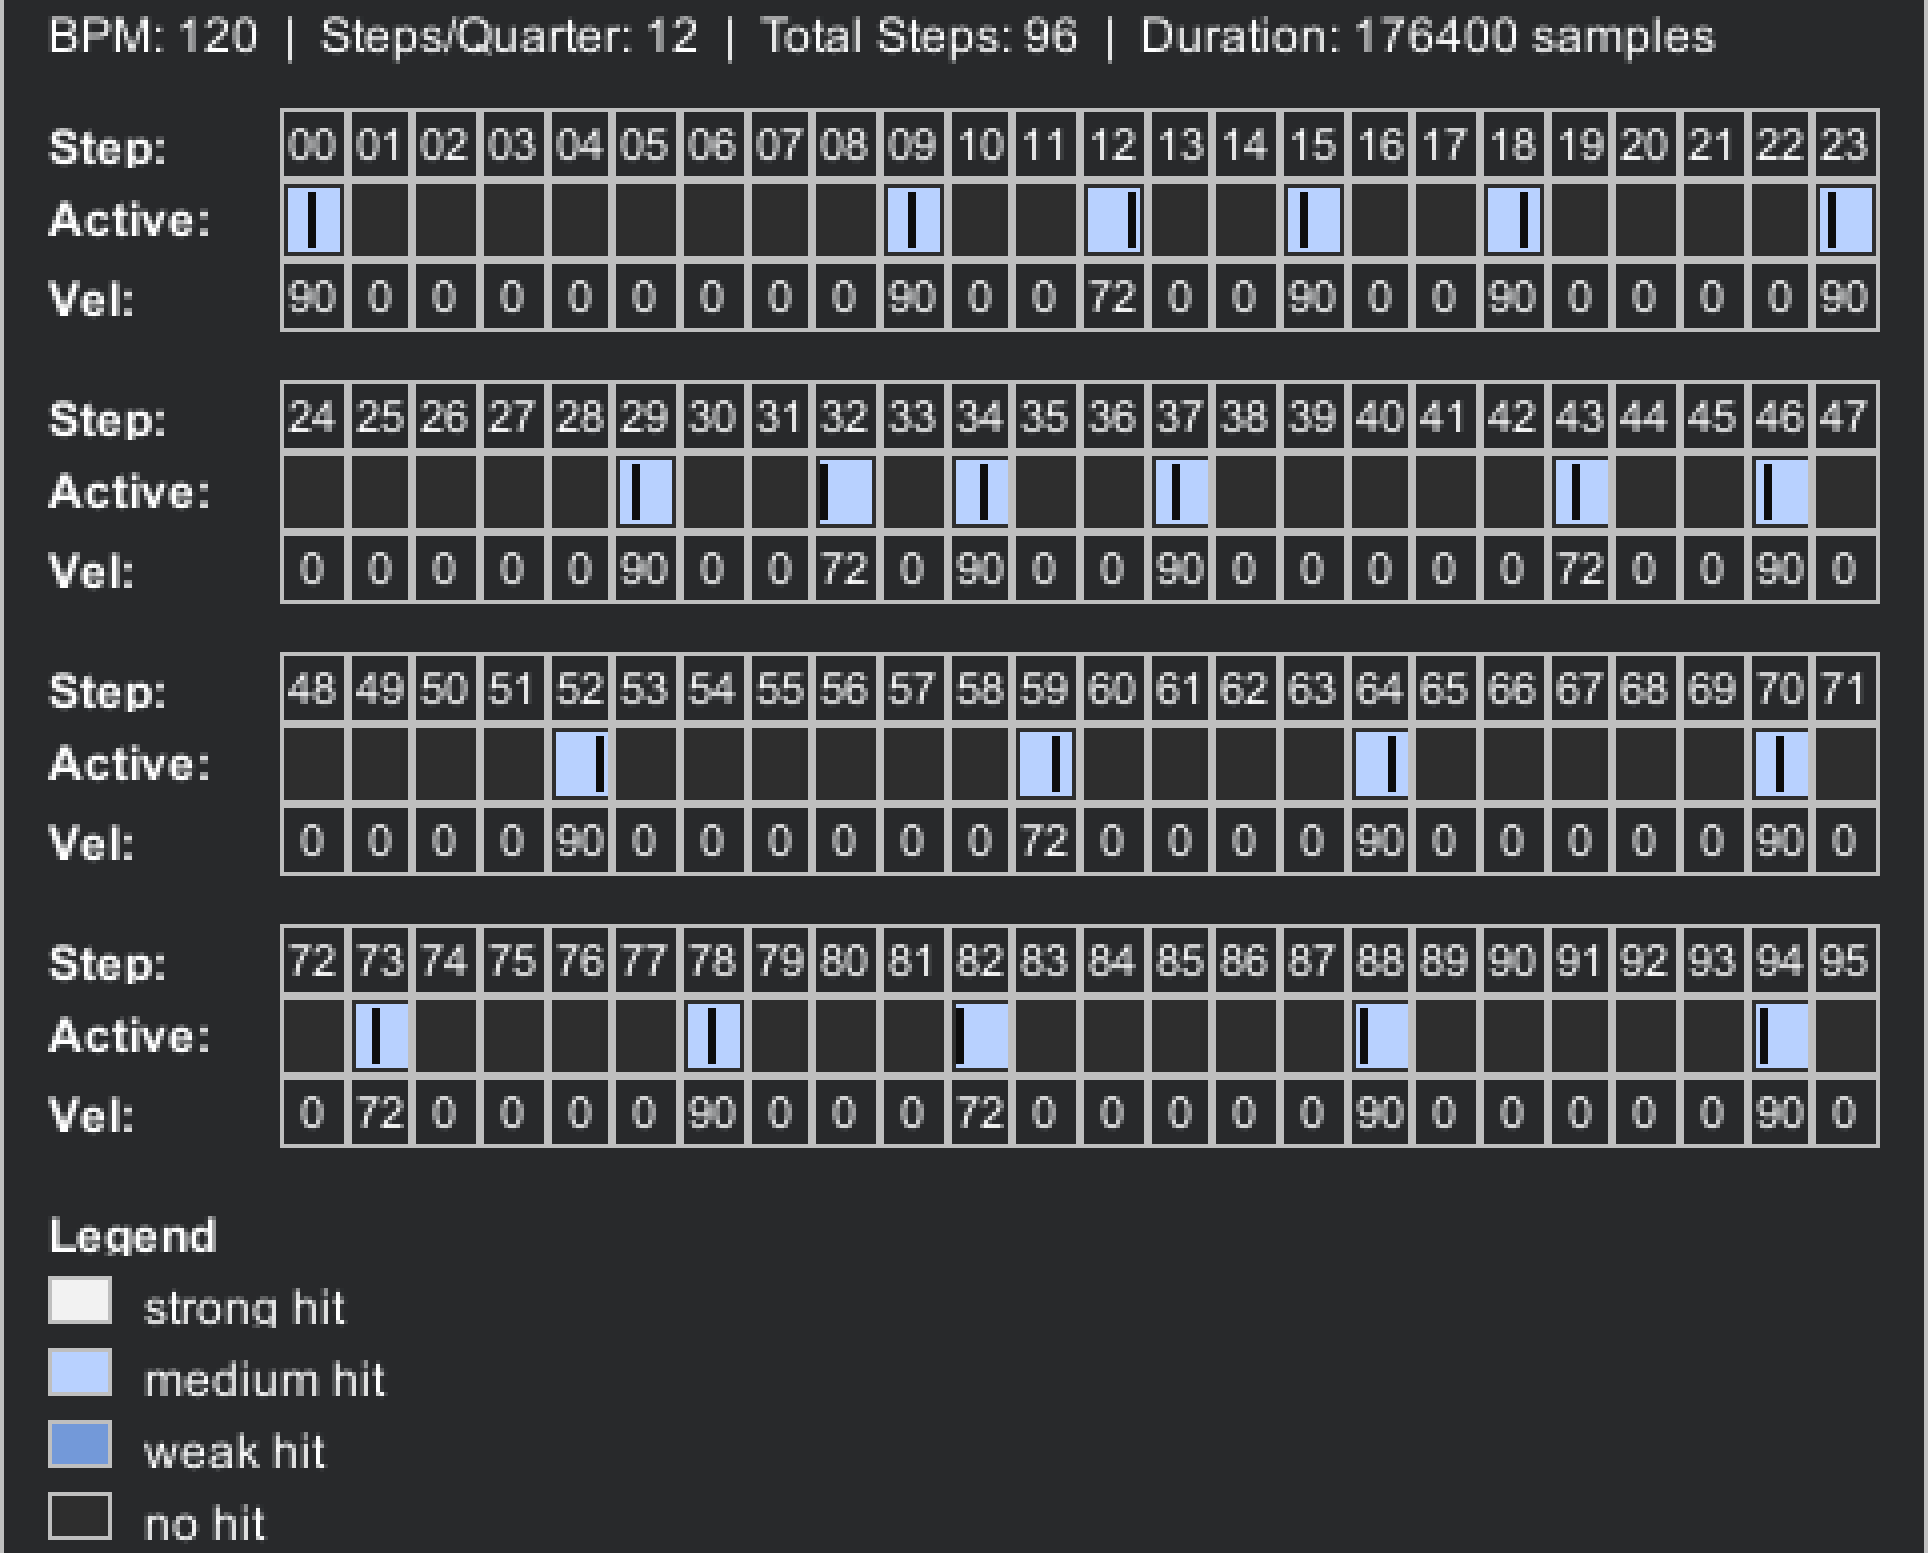 BPM: 120 | Steps/Quarter: 12 | Total Steps: 96 | Duration: 176400 samples
Step: 00 01 02 03 04 05 06 07 08 09 10 11 12 13 14 15 16 17 18 19 20 21 22 23
Active:
Vel: 90 0 0 0 0 0 0 0 0 90 0 0 72 0 0 90 0 0 90 0 0 0 0 90
Step: 24 25 26 27 28 29 30 31 32 33 34 35 36 37 38 39 40 41 42 43 44 45 46 47
Active:
Vel: 0 0 0 0 0 90 0 0 72 0 90 0 0 90 0 0 0 0 0 72 0 0 90 0
Step: 48 49 50 51 52 53 54 55 56 57 58 59 60 61 62 63 64 65 66 67 68 69 70 71
Active:
Vel: 0 0 0 0 90 0 0 0 0 0 0 72 0 0 0 0 90 0 0 0 0 0 90 0
Step: 72 73 74 75 76 77 78 79 80 81 82 83 84 85 86 87 88 89 90 91 92 93 94 95
Active:
Vel: 0 72 0 0 0 0 90 0 0 0 72 0 0 0 0 0 90 0 0 0 0 0 90 0
Legend
strong hit
medium hit
weak hit
no hit